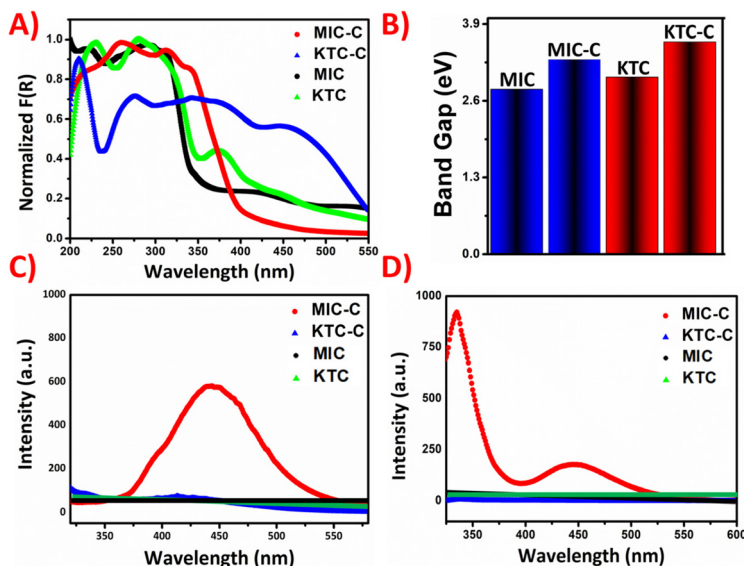 A)
1.0
0.8
0.6
0.4
0.2
0.0
Normalized F(R)
200 250 300 350 400 450 500 550
Wavelength (nm)
MIC-C
KTC-C
MIC
KTC
B)
3.9
2.6
1.3
0.0
Band Gap (eV)
MIC
MIC-C
KTC
KTC-C
C)
1000
800
600
400
200
0
Intensity (a.u.)
350 400 450 500 550
Wavelength (nm)
MIC-C
KTC-C
MIC
KTC
D)
1000
750
500
250
0
Intensity (a.u.)
350 400 450 500 550 600
Wavelength (nm)
MIC-C
KTC-C
MIC
KTC